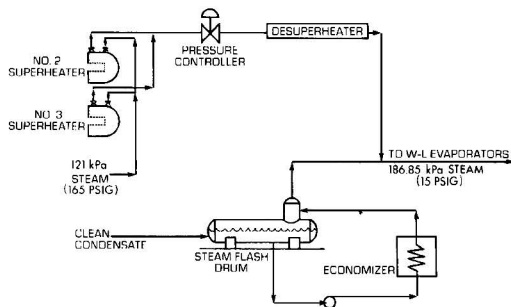 DESUPERHEATER
PRESSURE
CONTROLLER
NO. 2
SUPERHEATER
NO. 3
SUPERHEATER
121 kPa
STEAM
(165 PSIG)
TO W-L EVAPORATORS
186.85 kPa STEAM
(15 PSIG)
CLEAN
CONDENSATE
STEAM FLASH
DRUM
ECONOMIZER